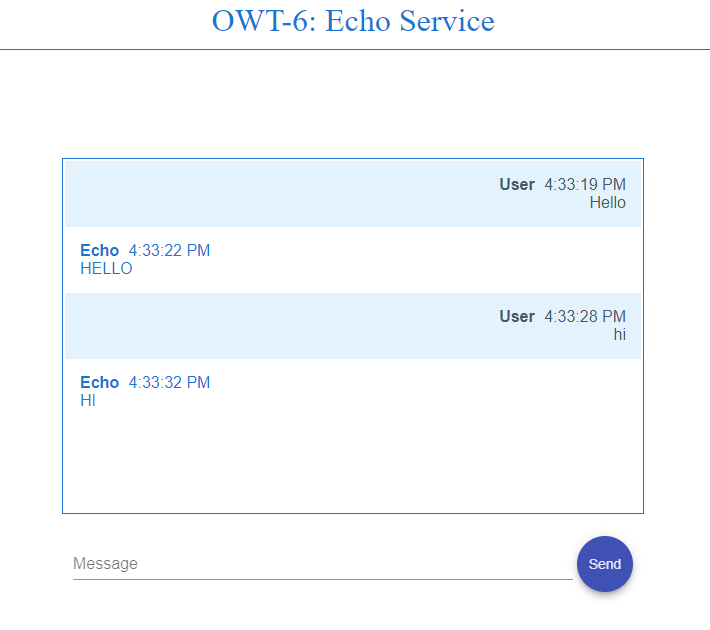 OWT-6: Echo Service
User 4:33:19 PM
Hello
Echo 4:33:22 PM
HELLO
User 4:33:28 PM
hi
Echo 4:33:32 PM
HI
Message
Send